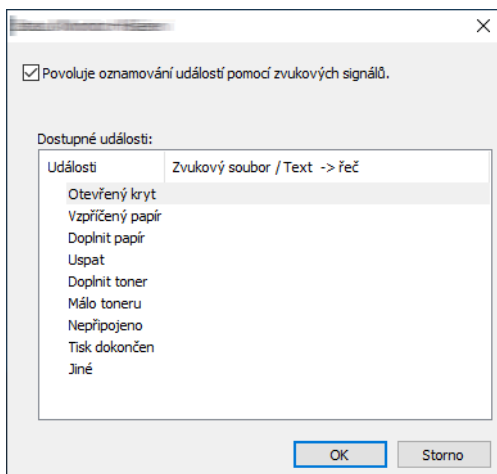 Povoluje oznamování událostí pomocí zvukových signálů.
Dostupné události:
Události Zvukový soubor / Text -> řeč
Otevřený kryt
Vzpříčený papír
Doplnit papír
Uspat
Doplnit toner
Málo toneru
Nepřipojeno
Tisk dokončen
Jiné
OK Storno